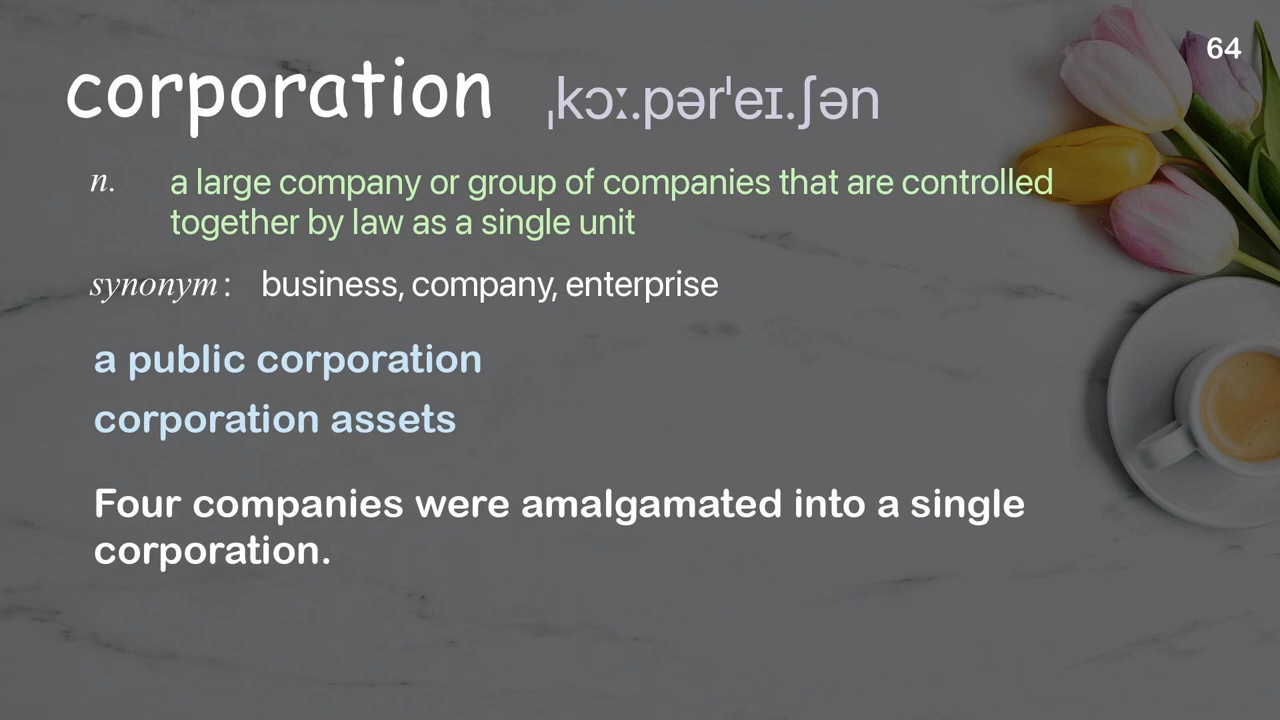 64
corporation ˌkɔː.pərˈeɪ.ʃən
n. a large company or group of companies that are controlled
together by law as a single unit
synonym : business, company, enterprise
a public corporation
corporation assets
Four companies were amalgamated into a single
corporation.